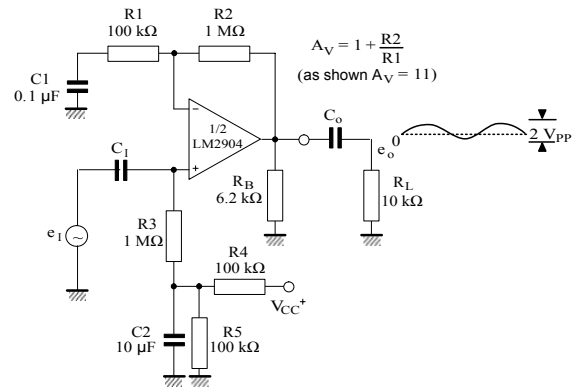 R1
100 kΩ
R2
1 MΩ
A_V = 1 + R2/R1
(as shown A_V = 11)
C1
0.1 µF
1/2
LM2904
C_I
C_o
e_o
0
2 V_PP
R_B
6.2 kΩ
R_L
10 kΩ
R3
1 MΩ
e_I
~
R4
100 kΩ
V_CC+
C2
10 µF
R5
100 kΩ